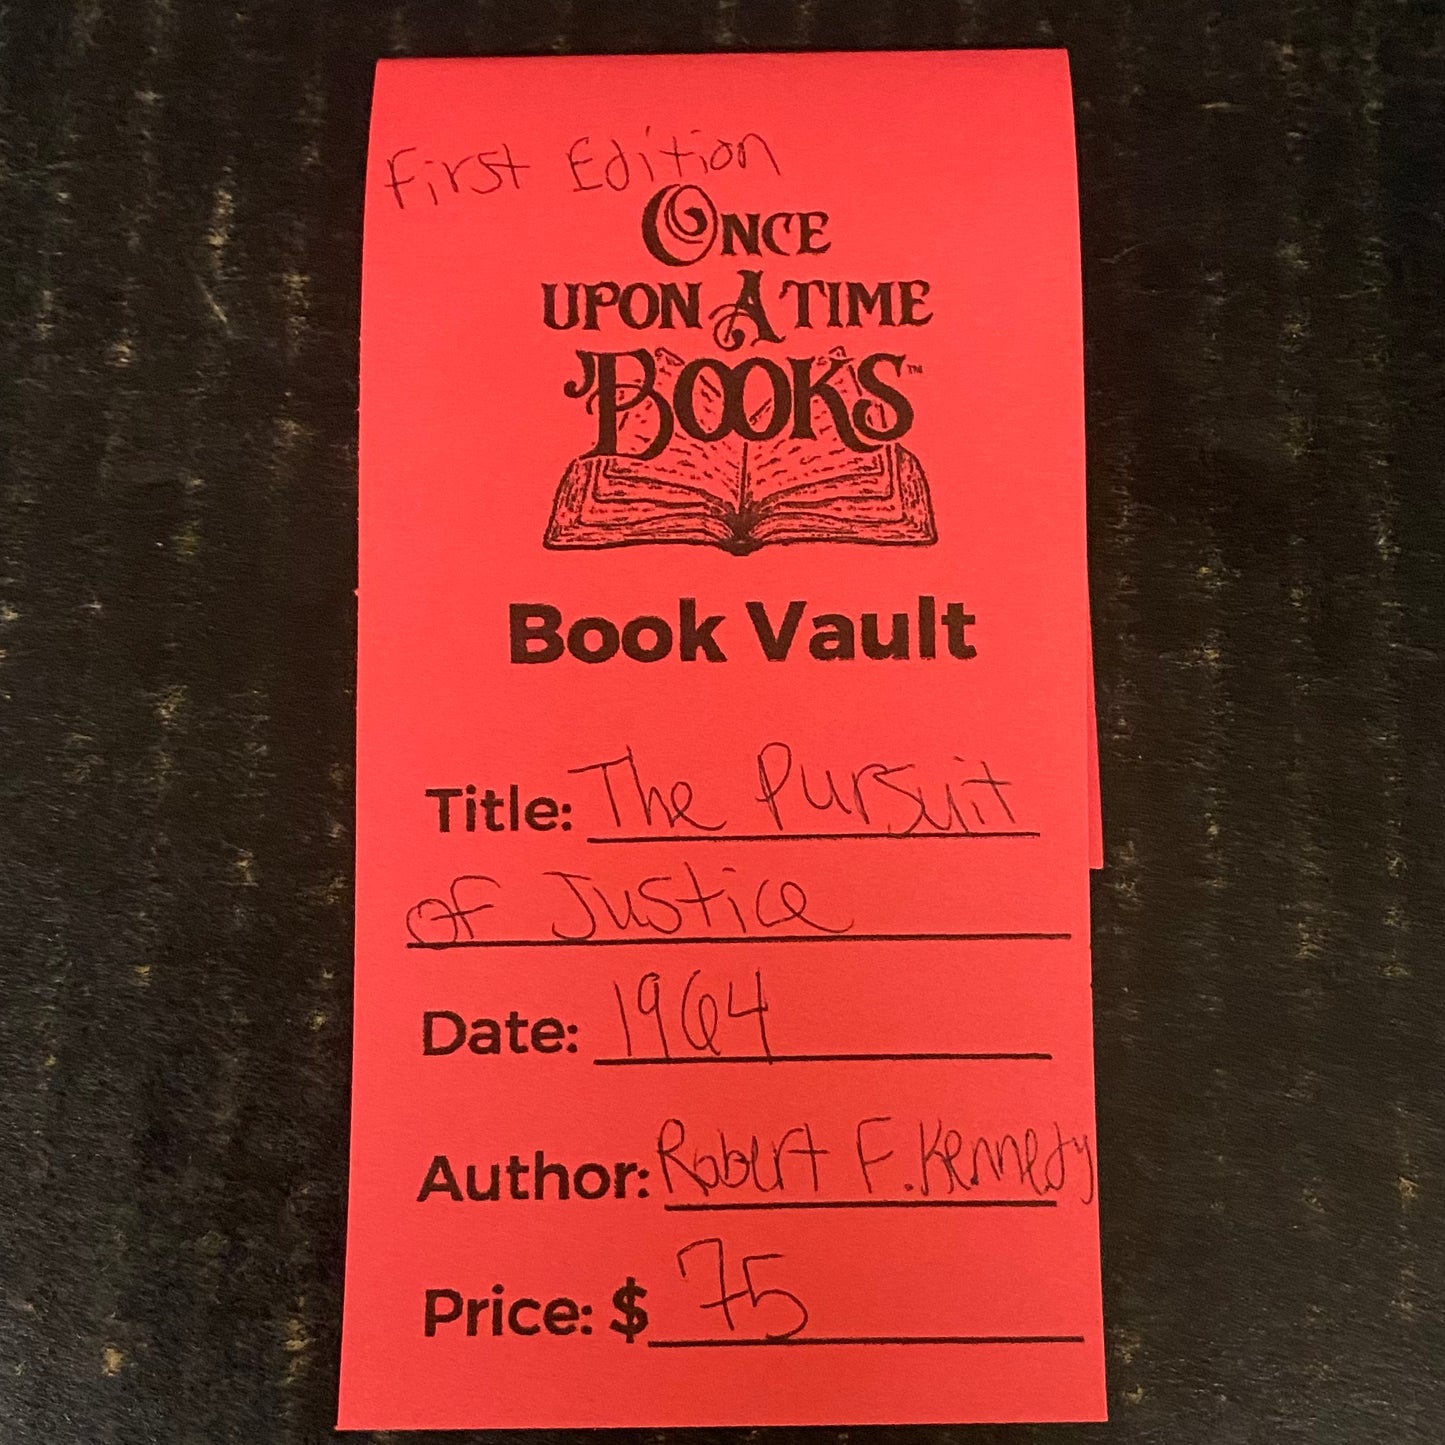 First Edition
ONCE
UPON A TIME
BOOKS™
Book Vault
Title: The Pursuit
of Justice
Date: 1964
Author: Robert F. Kennedy
Price: $ 75